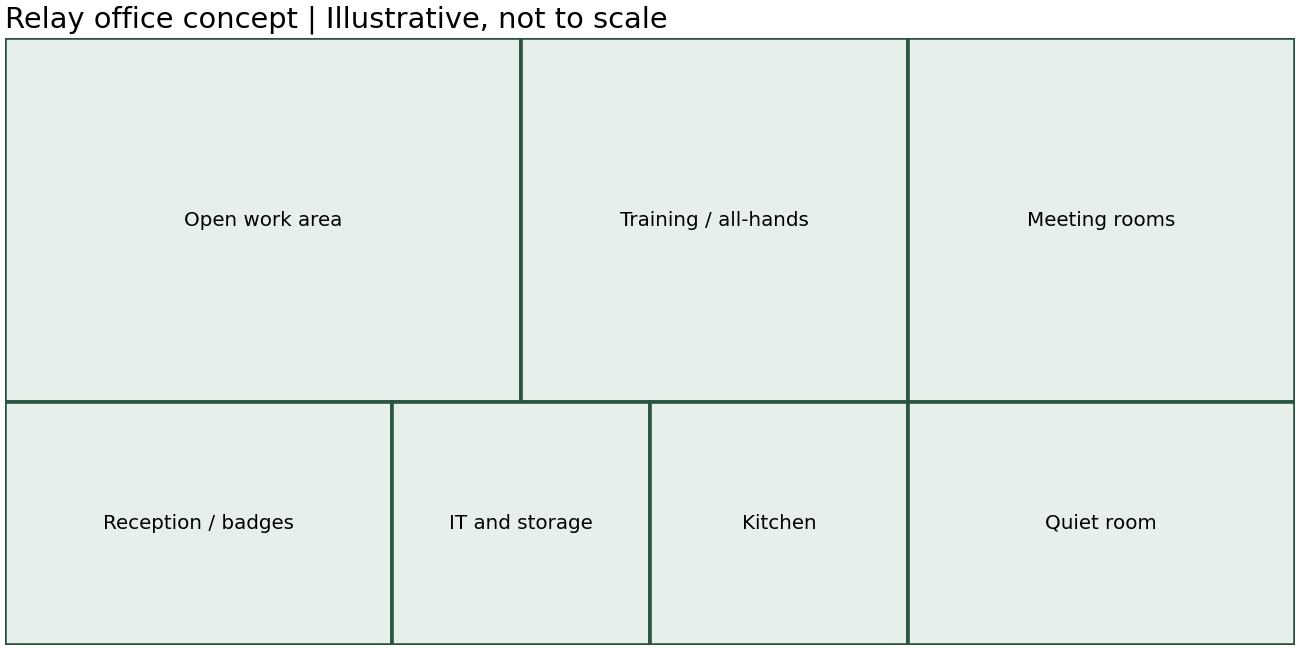 Relay office concept | Illustrative, not to scale
Open work area
Training / all-hands
Meeting rooms
Reception / badges
IT and storage
Kitchen
Quiet room